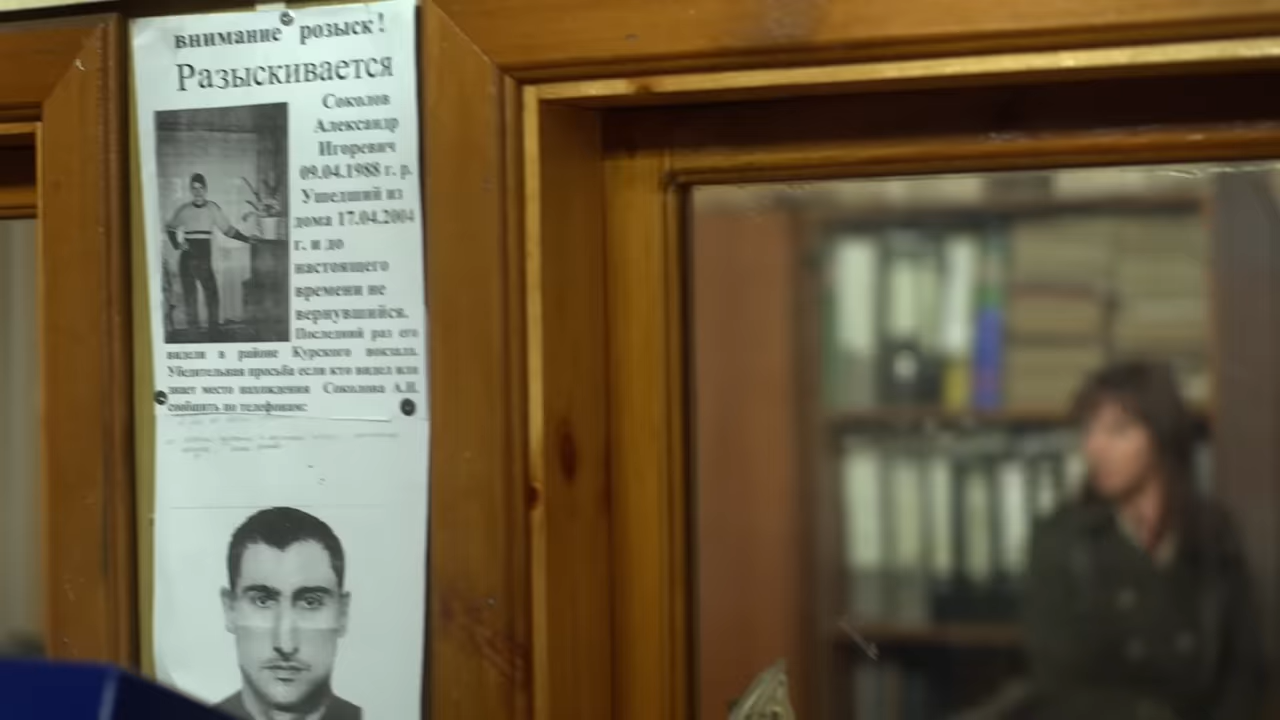 внимание розыск!
Разыскивается
Соколов
Александр
Игоревич
09.04.1988 г. р.
Ушедший из
дома 17.04.2004
г. и до
настоящего
времени не
вернувшийся.
Последний раз его
видели в районе Курского вокзала.
Убедительная просьба если кто видел или
знает место нахождения Соколова А.И.
сообщить по телефонам: